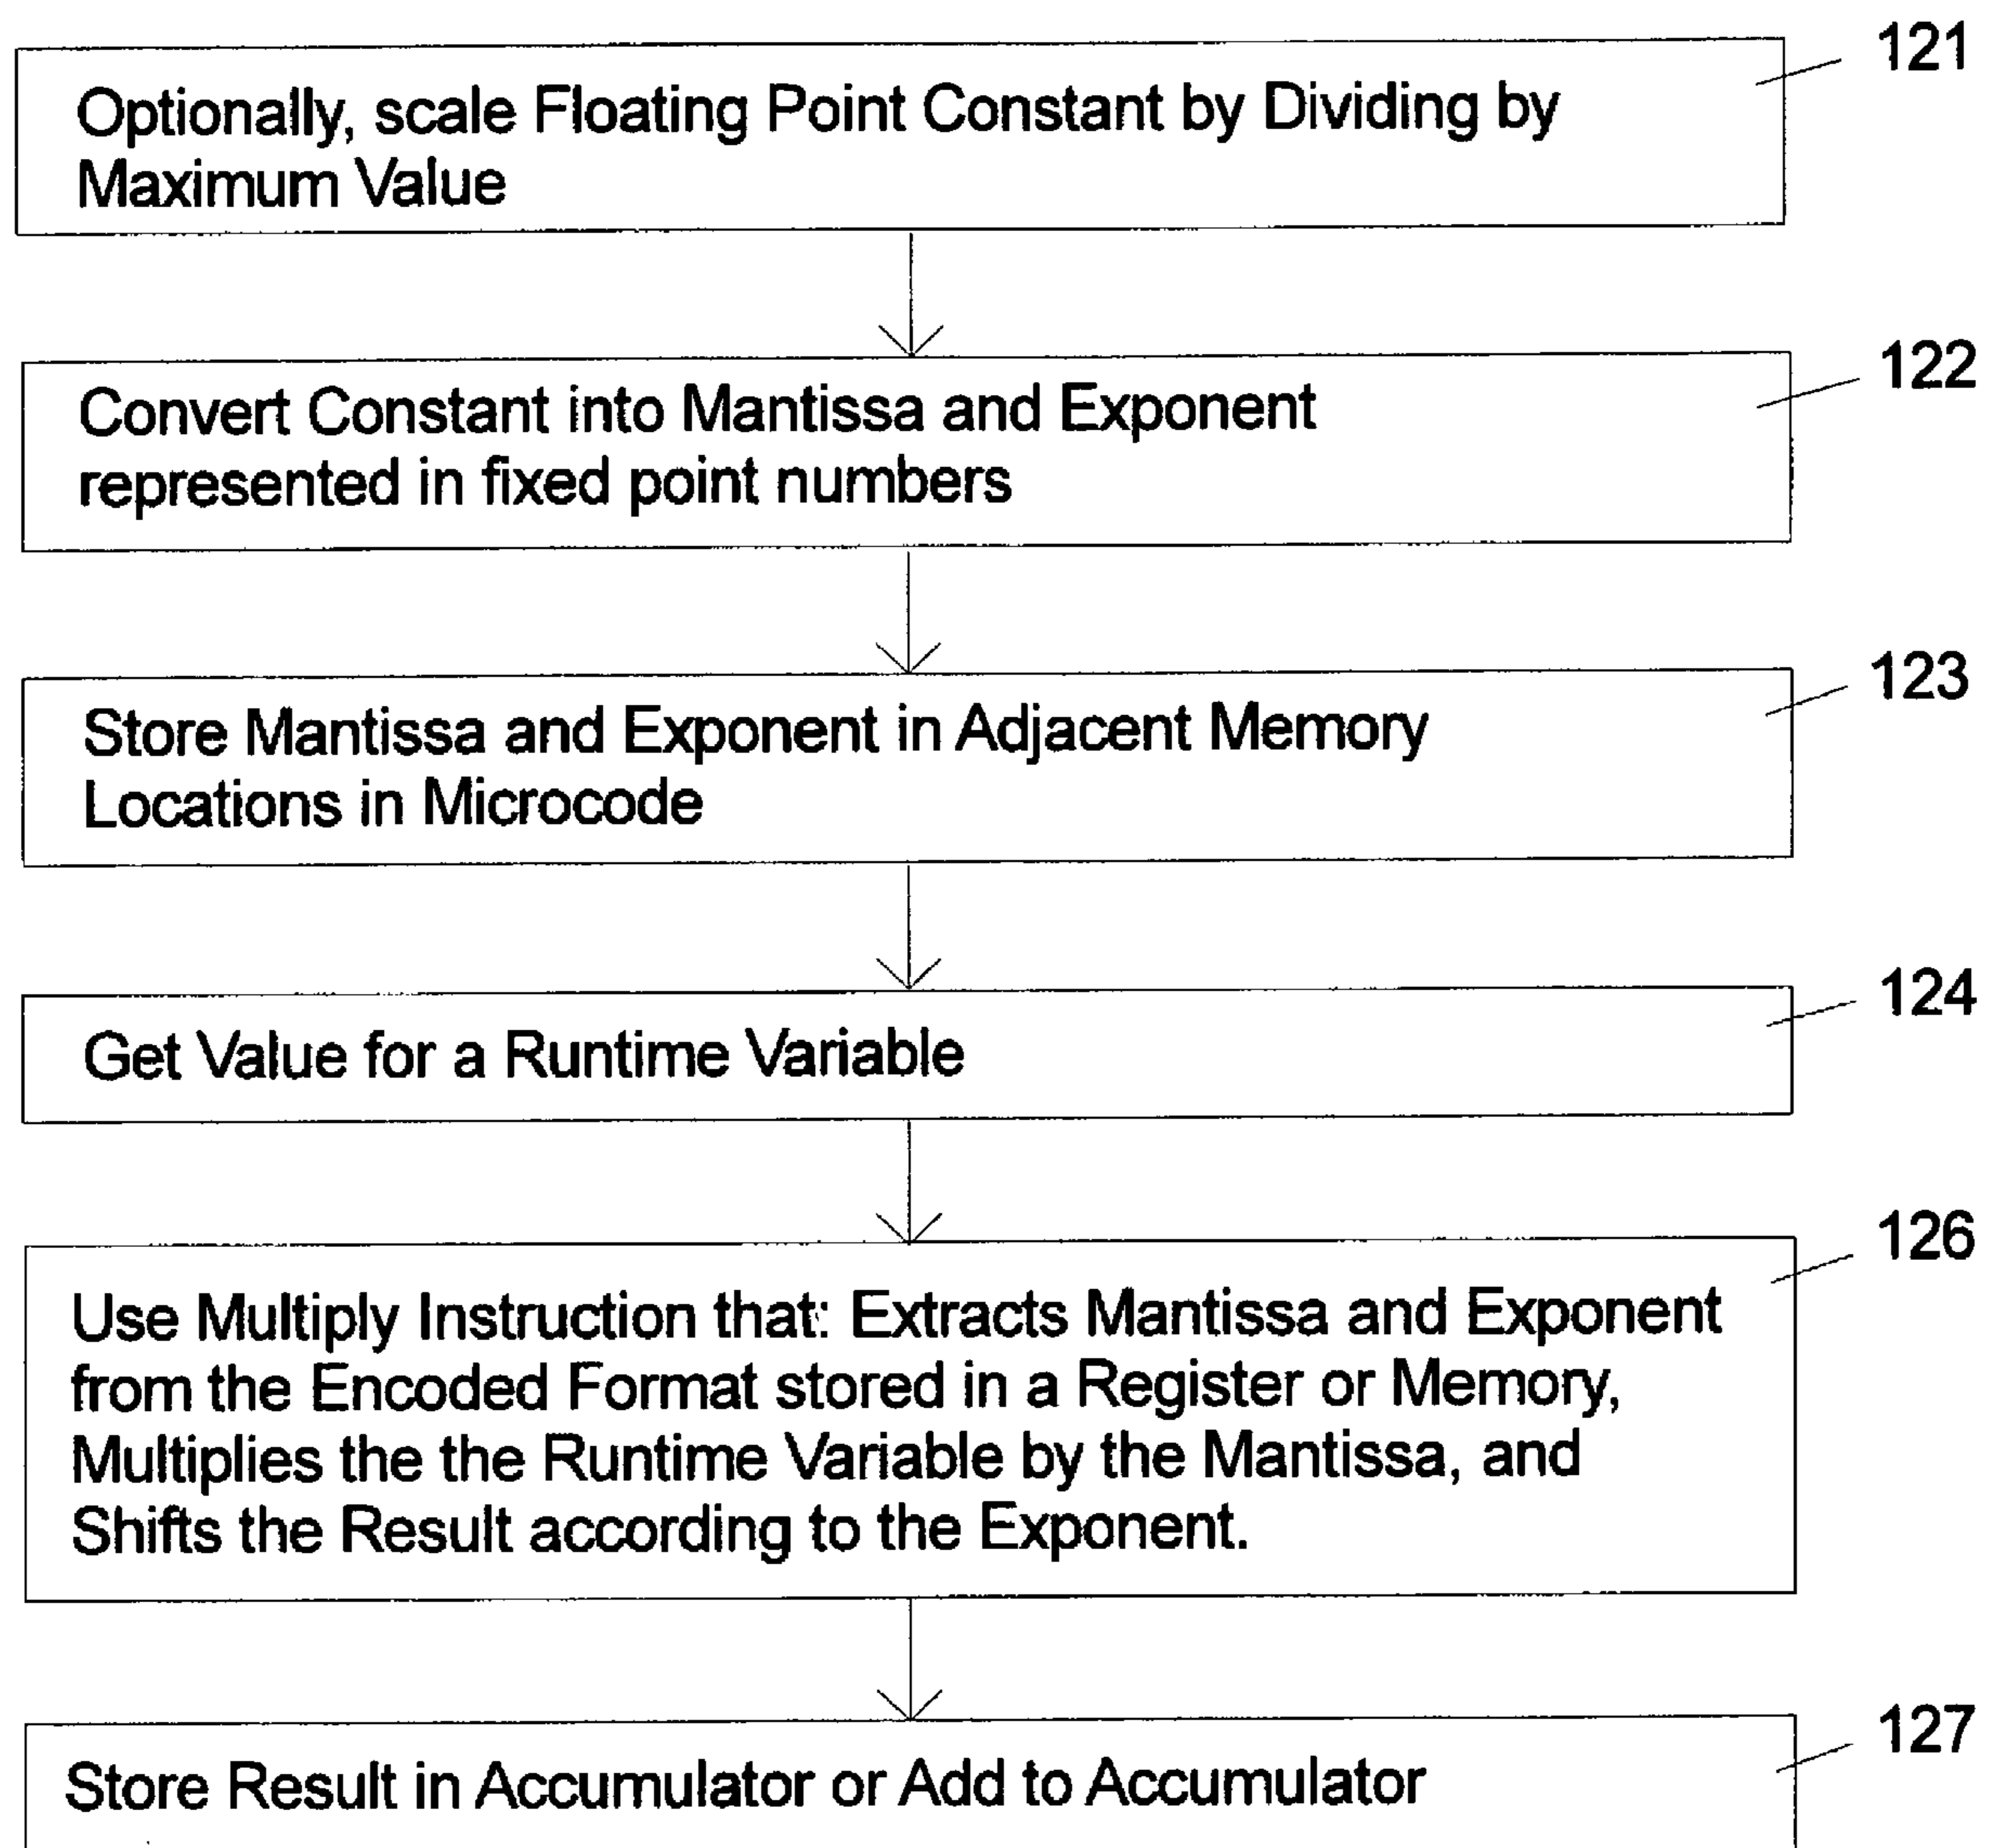 121
Optionally, scale Floating Point Constant by Dividing by
Maximum Value
122
Convert Constant into Mantissa and Exponent
represented in fixed point numbers
123
Store Mantissa and Exponent in Adjacent Memory
Locations in Microcode
124
Get Value for a Runtime Variable
126
Use Multiply Instruction that: Extracts Mantissa and Exponent
from the Encoded Format stored in a Register or Memory,
Multiplies the the Runtime Variable by the Mantissa, and
Shifts the Result according to the Exponent.
127
Store Result in Accumulator or Add to Accumulator